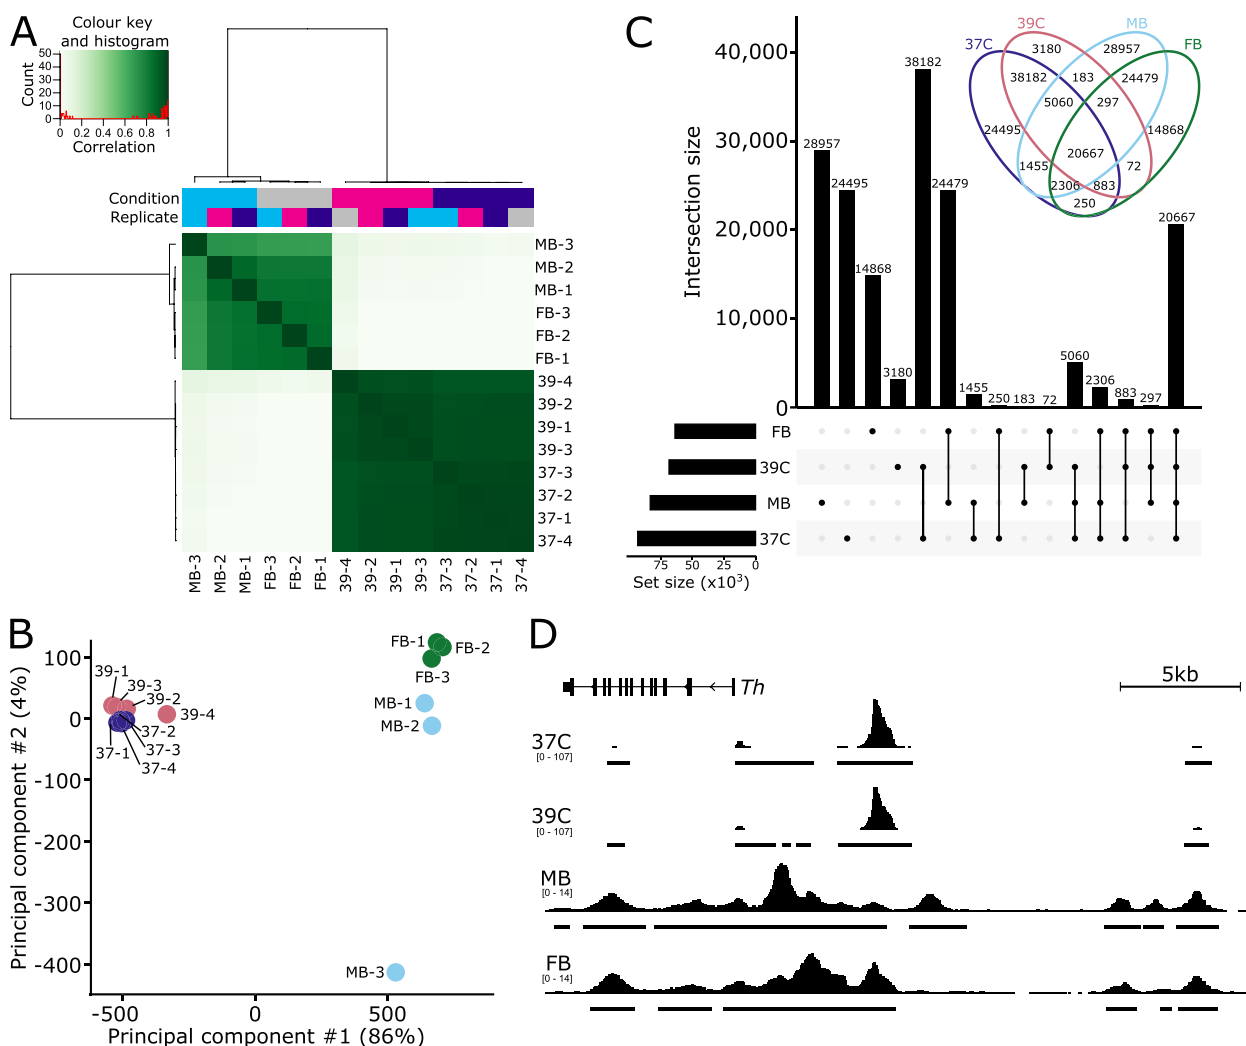 A
Colour key
and histogram
Count
50
40
30
20
10
0
0 0.2 0.4 0.6 0.8 1
Correlation
Condition
Replicate
MB-3
MB-2
MB-1
FB-3
FB-2
FB-1
39-4
39-2
39-1
39-3
37-3
37-2
37-1
37-4
MB-3 MB-2 MB-1 FB-3 FB-2 FB-1 39-4 39-2 39-1 39-3 37-3 37-2 37-1 37-4
B
Principal component #2 (4%)
100
0
-100
-200
-300
-400
39-1
39-3
39-2
39-4
37-2
37-1
37-3
37-4
FB-1
FB-2
FB-3
MB-1
MB-2
MB-3
-500 0 500
Principal component #1 (86%)
C
Intersection size
40,000
30,000
20,000
10,000
0
28957
24495
14868
3180
38182
24479
1455
250
183
72
5060
2306
883
297
20667
37C
39C
MB
FB
3180
28957
38182
183
24479
5060
297
24495
14868
20667
1455
72
2306
883
250
FB
39C
MB
37C
75 50 25 0
Set size (x10³)
D
Th
5kb
37C
[0 - 107]
39C
[0 - 107]
MB
[0 - 14]
FB
[0 - 14]